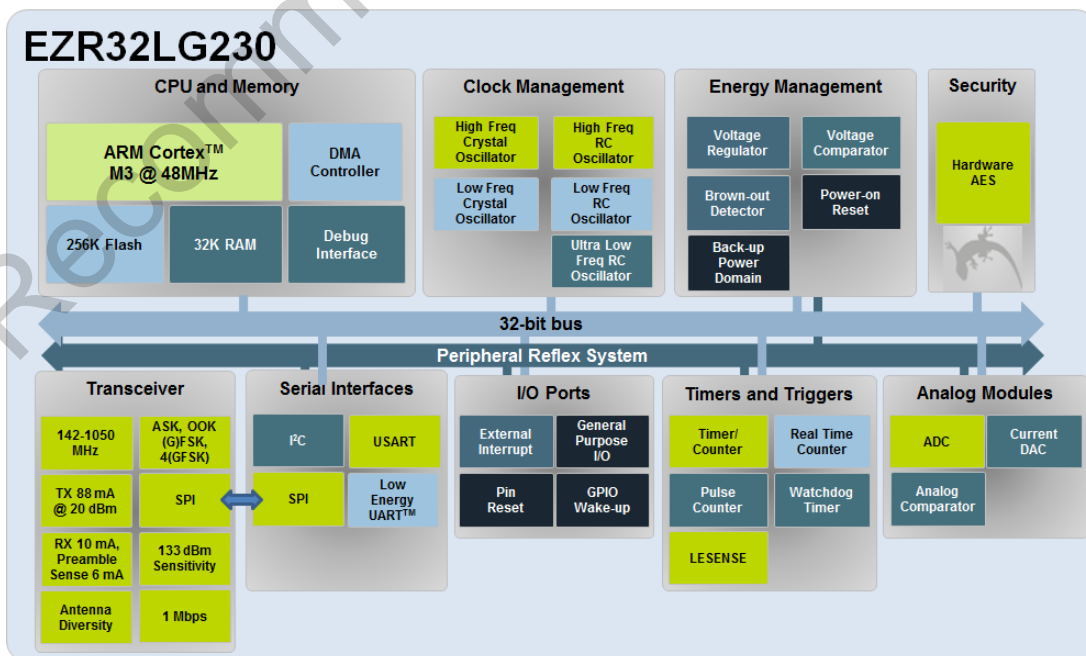 EZR32LG230
CPU and Memory
ARM Cortex™
M3 @ 48MHz
DMA
Controller
256K Flash
32K RAM
Debug
Interface
Clock Management
High Freq
Crystal
Oscillator
High Freq
RC
Oscillator
Low Freq
Crystal
Oscillator
Low Freq
RC
Oscillator
Ultra Low
Freq RC
Oscillator
Energy Management
Voltage
Regulator
Voltage
Comparator
Brown-out
Detector
Power-on
Reset
Back-up
Power
Domain
Security
Hardware
AES
32-bit bus
Peripheral Reflex System
Transceiver
142-1050
MHz
ASK, OOK
(G)FSK,
4(GFSK)
TX 88 mA
@ 20 dBm
SPI
RX 10 mA,
Preamble
Sense 6 mA
133 dBm
Sensitivity
Antenna
Diversity
1 Mbps
Serial Interfaces
I²C
USART
SPI
Low
Energy
UART™
I/O Ports
External
Interrupt
General
Purpose
I/O
Pin
Reset
GPIO
Wake-up
Timers and Triggers
Timer/
Counter
Real Time
Counter
Pulse
Counter
Watchdog
Timer
LESENSE
Analog Modules
ADC
Current
DAC
Analog
Comparator
Recomm